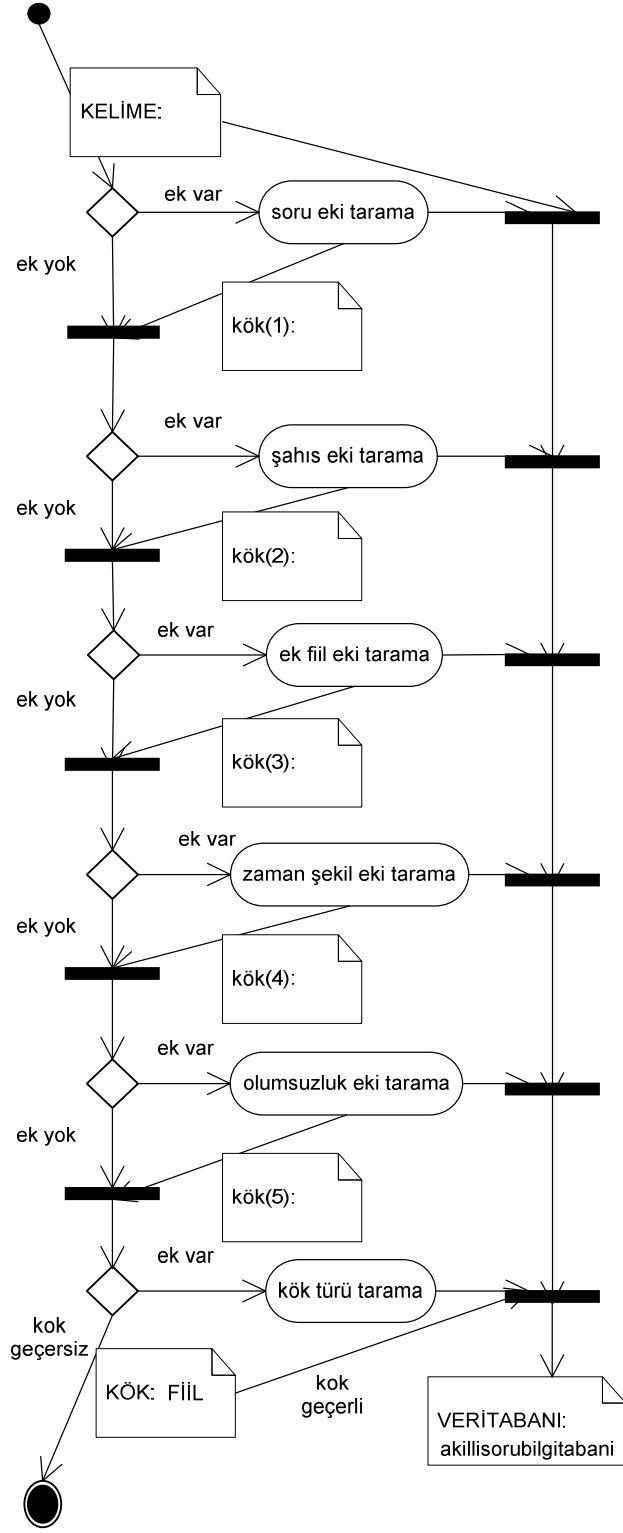 KELİME:
ek var
soru eki tarama
ek yok
kök(1):
ek var
şahıs eki tarama
ek yok
kök(2):
ek var
ek fiil eki tarama
ek yok
kök(3):
ek var
zaman şekil eki tarama
ek yok
kök(4):
ek var
olumsuzluk eki tarama
ek yok
kök(5):
ek var
kök türü tarama
kok
geçersiz
KÖK: FİİL
kok
geçerli
VERİTABANI:
akillisorubilgitabani